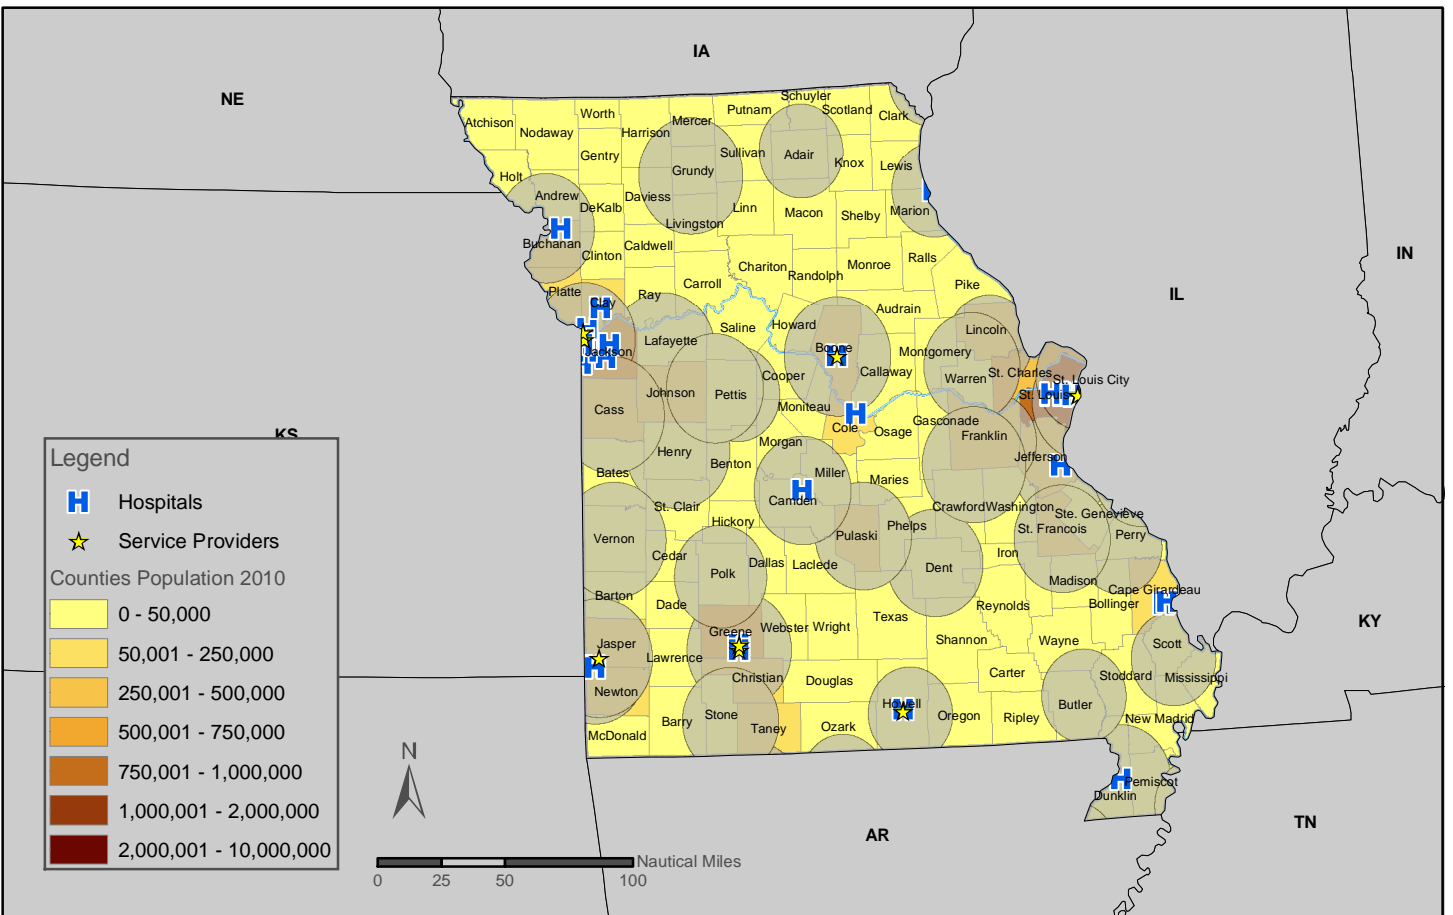 IA
NE
Schuyler
Putnam
Scotland
Worth
Clark
Mercer
Atchison
Harrison
Nodaway
Sullivan
Adair
Gentry
Knox
Lewis
Grundy
Holt
Andrew
Daviess
DeKalb
Linn
Macon
Shelby
Marion
Livingston
Buchanan
Caldwell
Clinton
IN
Ralls
Monroe
Chariton
Randolph
Carroll
Pike
Platte
Ray
IL
Clay
Audrain
Howard
Saline
Lincoln
Lafayette
Boone
Jackson
Montgomery
Callaway
Cooper
Warren
St. Charles
St. Louis City
Johnson
Pettis
St. Louis
Moniteau
Cass
Gasconade
Cole
Osage
Franklin
KS
Morgan
Henry
Benton
Jefferson
Legend
Bates
Miller
Maries
H Hospitals
Camden
St. Clair
Crawford
Washington
Ste. Genevieve
Hickory
Phelps
St. Francois
Perry
Service Providers
Vernon
Pulaski
Cedar
Iron
Dallas
Laclede
Dent
Polk
Counties Population 2010
Madison
Cape Girardeau
Barton
Dade
Reynolds
Bollinger
0 - 50,000
Texas
KY
Greene
Webster
Wright
Shannon
Wayne
Scott
Jasper
50,001 - 250,000
Lawrence
Carter
Stoddard
Mississippi
Christian
Douglas
Newton
250,001 - 500,000
Howell
Butler
Stone
Oregon
Ripley
New Madrid
Barry
Taney
Ozark
500,001 - 750,000
McDonald
N
750,001 - 1,000,000
Pemiscot
Dunklin
1,000,001 - 2,000,000
TN
AR
2,000,001 - 10,000,000
Nautical Miles
0 25 50 100